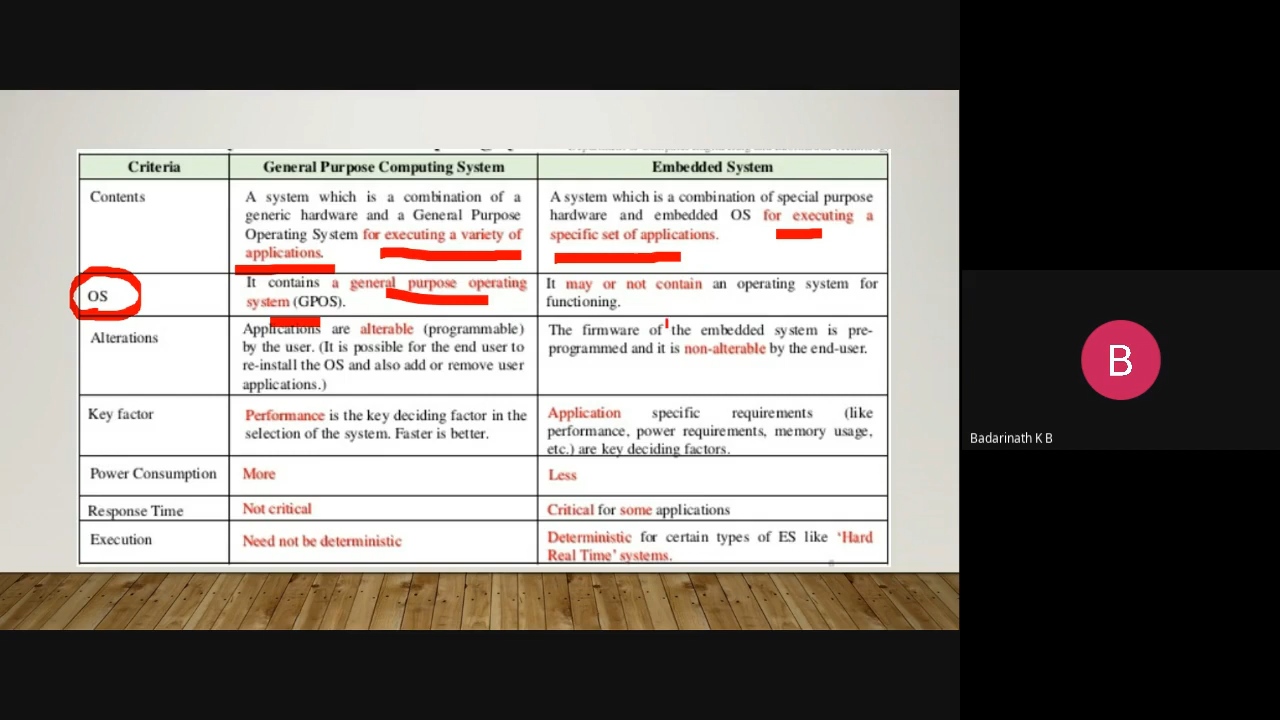 Criteria
General Purpose Computing System
Embedded System
Contents
A system which is a combination of a
generic hardware and a General Purpose
Operating System for executing a variety of
applications.
A system which is a combination of special purpose
hardware and embedded OS for executing a
specific set of applications.
OS
It contains a general purpose operating
system (GPOS).
It may or not contain an operating system for
functioning.
Alterations
Applications are alterable (programmable)
by the user. (It is possible for the end user to
re-install the OS and also add or remove user
applications.)
The firmware of the embedded system is pre-
programmed and it is non-alterable by the end-user.
Key factor
Performance is the key deciding factor in the
selection of the system. Faster is better.
Application specific requirements (like
performance, power requirements, memory usage,
etc.) are key deciding factors.
Power Consumption
More
Less
Response Time
Not critical
Critical for some applications
Execution
Need not be deterministic
Deterministic for certain types of ES like ‘Hard
Real Time’ systems.
B
Badarinath K B